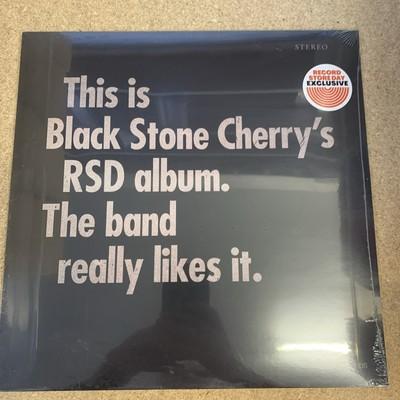 STEREO
RECORD
STORE DAY
EXCLUSIVE
This is
Black Stone Cherry's
RSD album.
The band
really likes it.